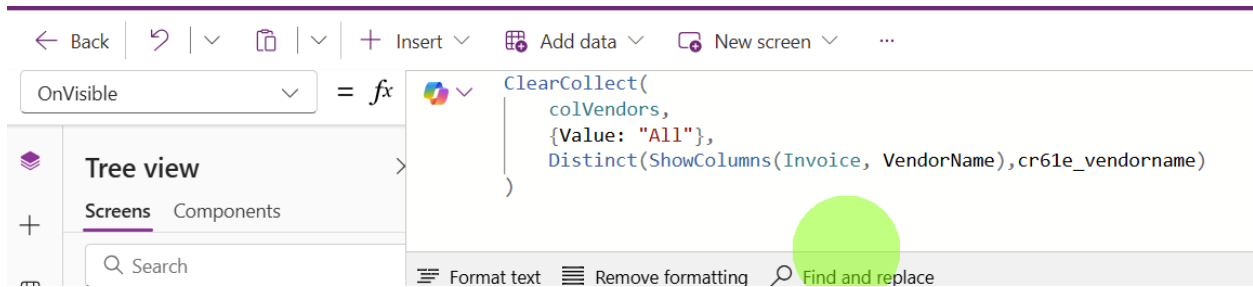 Back
Insert
Add data
New screen
...
OnVisible
= fx
ClearCollect(
colVendors,
{Value: "All"},
Distinct(ShowColumns(Invoice, VendorName),cr61e_vendorname)
)
Tree view
Screens Components
Search
Format text Remove formatting Find and replace